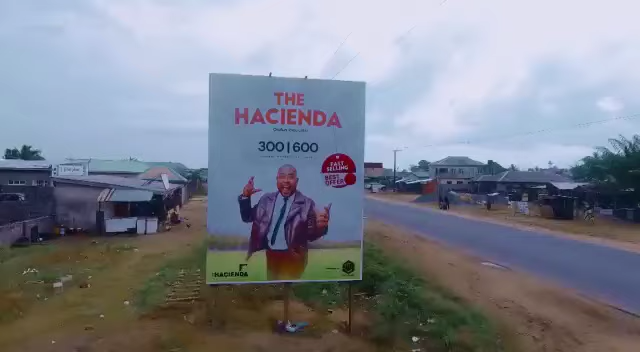 THE
HACIENDA
300|600
FAST
SELLING
BEST
OFFER
HACIENDA